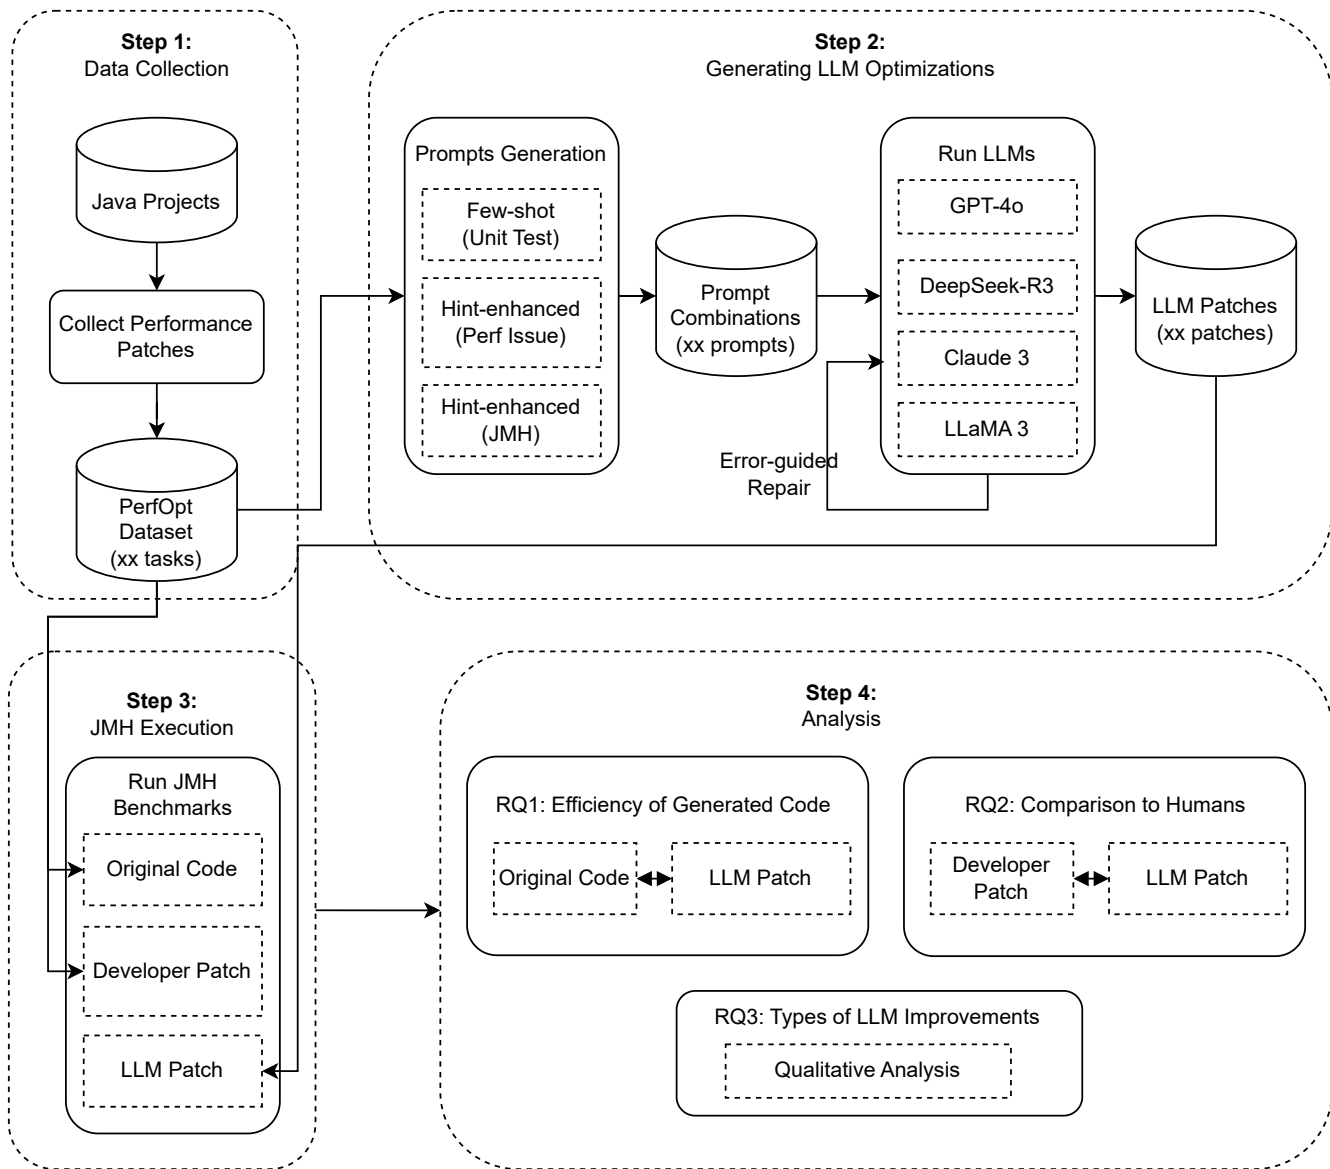 Step 1:
Data Collection
Java Projects
Collect Performance
Patches
PerfOpt
Dataset
(xx tasks)
Step 2:
Generating LLM Optimizations
Prompts Generation
Few-shot
(Unit Test)
Hint-enhanced
(Perf Issue)
Hint-enhanced
(JMH)
Prompt
Combinations
(xx prompts)
Run LLMs
GPT-4o
DeepSeek-R3
Claude 3
LLaMA 3
Error-guided
Repair
LLM Patches
(xx patches)
Step 3:
JMH Execution
Run JMH
Benchmarks
Original Code
Developer Patch
LLM Patch
Step 4:
Analysis
RQ1: Efficiency of Generated Code
Original Code
LLM Patch
RQ2: Comparison to Humans
Developer
Patch
LLM Patch
RQ3: Types of LLM Improvements
Qualitative Analysis